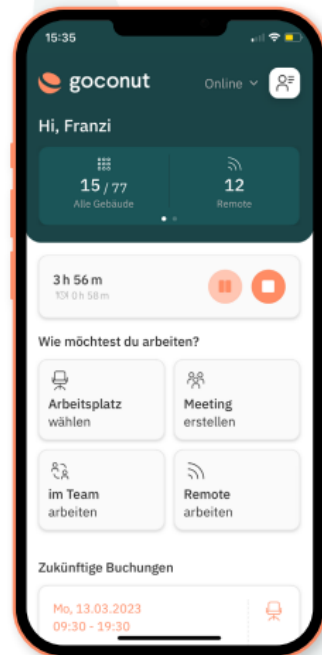 15:35
goconut
Online
Hi, Franzi
15 / 77
Alle Gebäude
12
Remote
3 h 56 m
0 h 58 m
Wie möchtest du arbeiten?
Arbeitsplatz
wählen
Meeting
erstellen
im Team
arbeiten
Remote
arbeiten
Zukünftige Buchungen
Mo, 13.03.2023
09:30 - 19:30